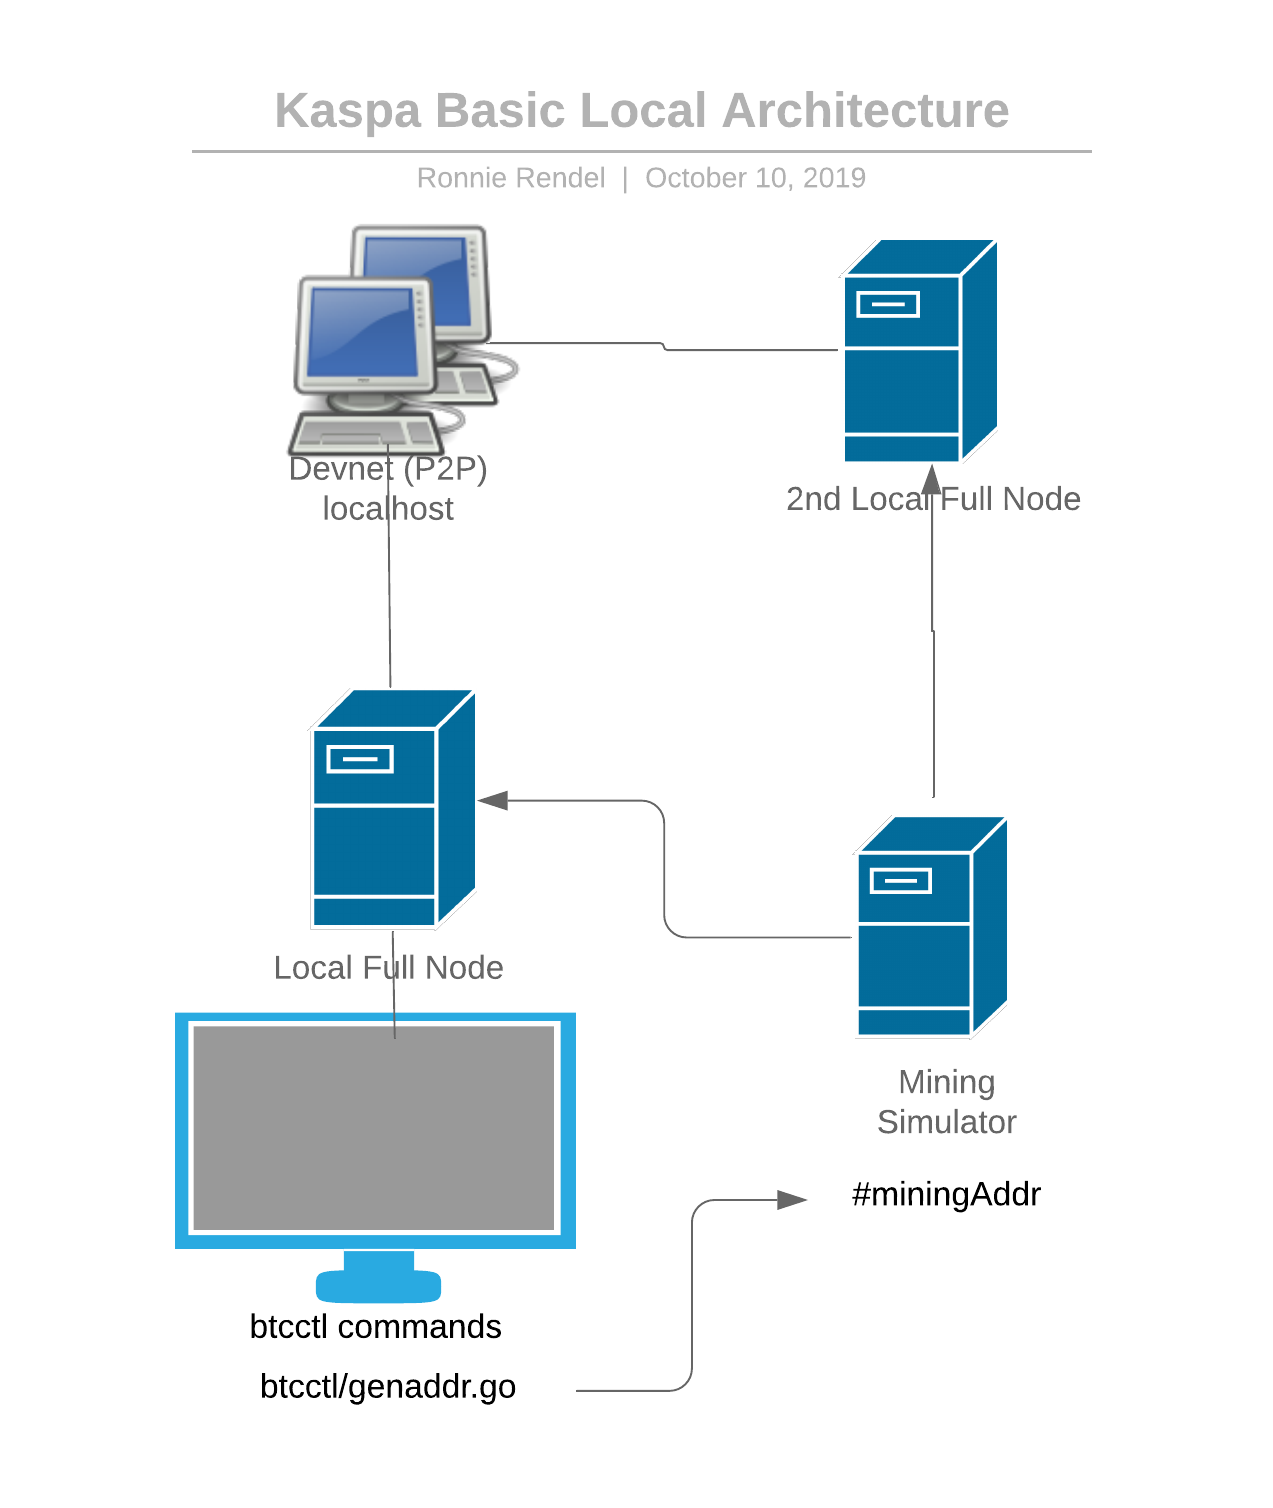 Kaspa Basic Local Architecture
Ronnie Rendel | October 10, 2019
Devnet (P2P)
localhost
2nd Local Full Node
Local Full Node
Mining
Simulator
#miningAddr
btcctl commands
btcctl/genaddr.go